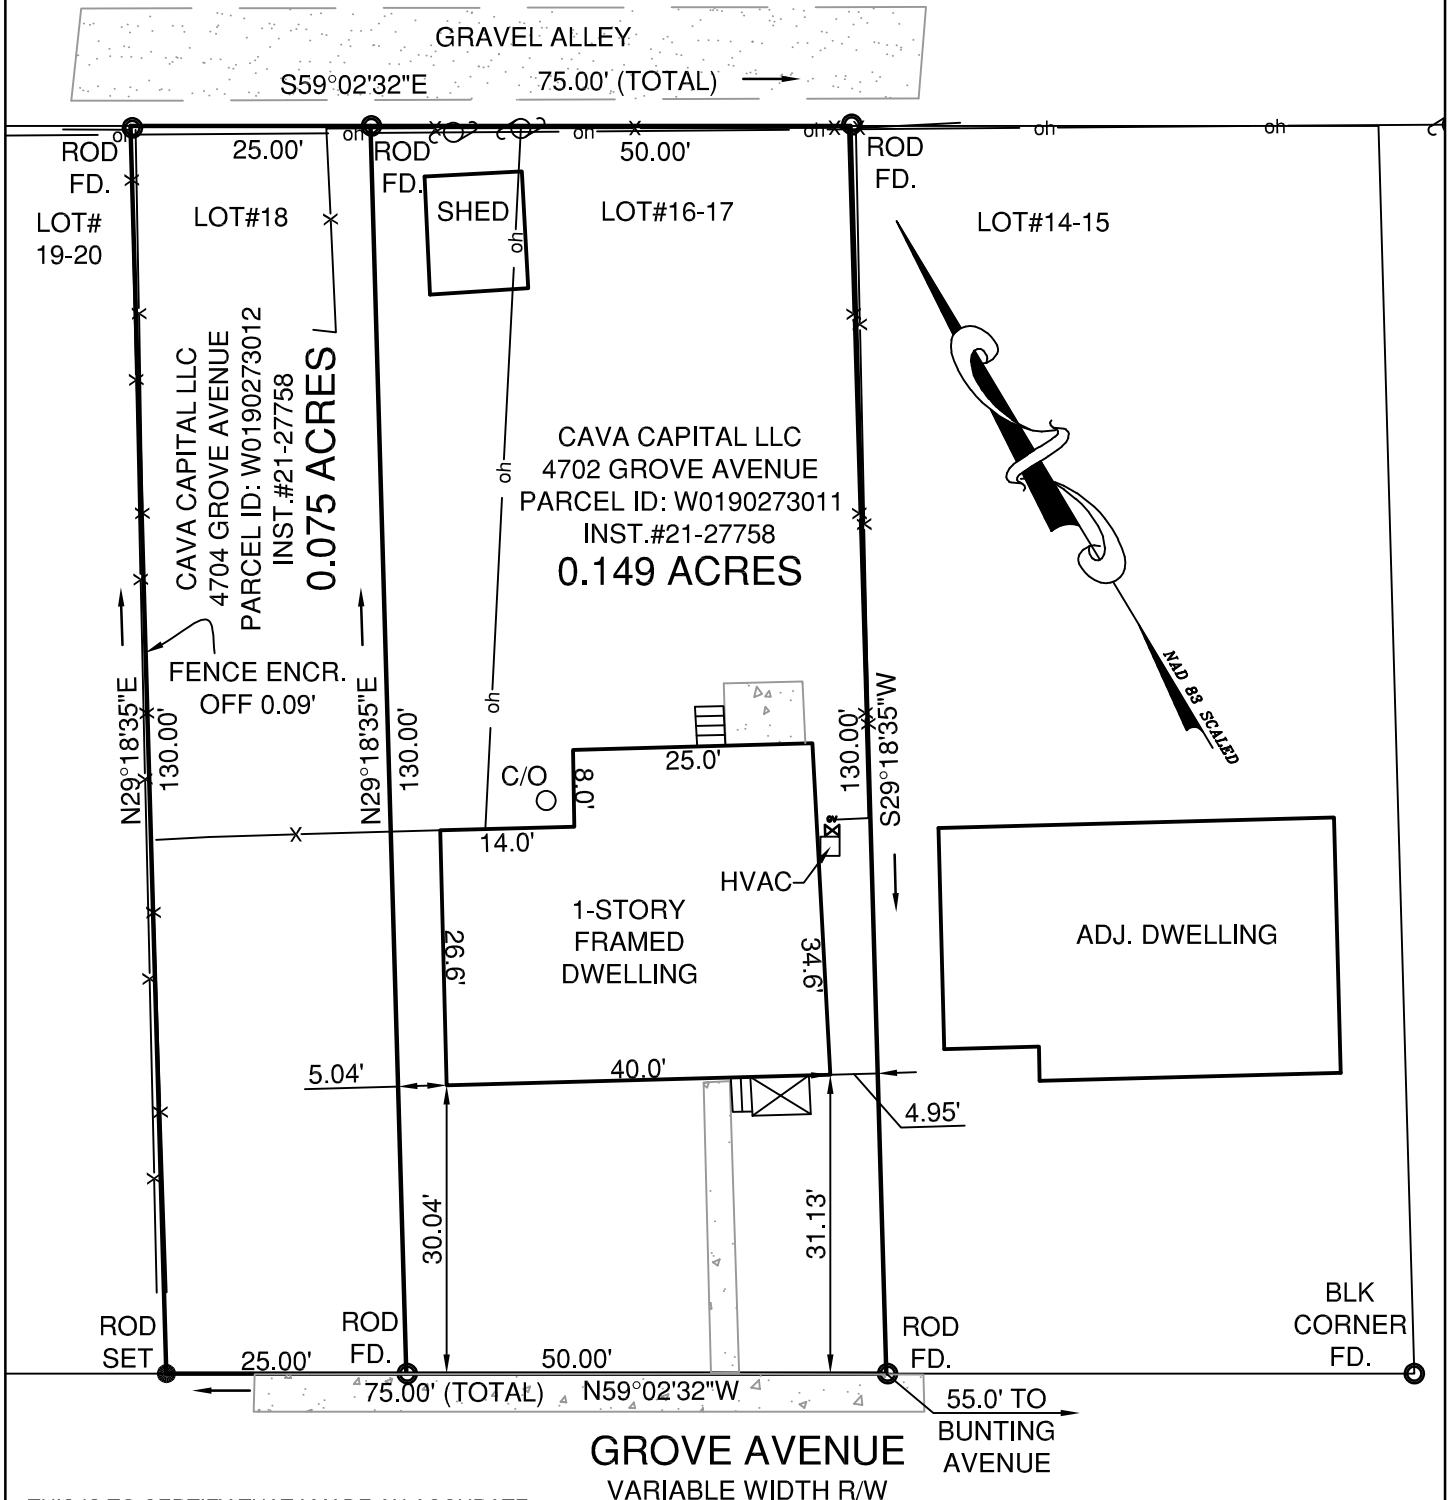 GRAVEL ALLEY
S59°02'32"E
75.00' (TOTAL)
oh
oh
oh
oh
oh
oh
ROD
FD.
25.00'
ROD
FD.
50.00'
ROD
FD.
LOT#
19-20
LOT#18
SHED
LOT#16-17
LOT#14-15
oh
oh
oh
CAVA CAPITAL LLC
4704 GROVE AVENUE
PARCEL ID: W0190273012
INST.#21-27758
0.075 ACRES
CAVA CAPITAL LLC
4702 GROVE AVENUE
PARCEL ID: W0190273011
INST.#21-27758
0.149 ACRES
NAD 83 SCALED
FENCE ENCR.
OFF 0.09'
N29°18'35"E
130.00'
N29°18'35"E
130.00'
130.00'
S29°18'35"W
C/O
8.0'
25.0'
14.0'
HVAC
1-STORY
FRAMED
DWELLING
26.6'
34.6'
ADJ. DWELLING
5.04'
40.0'
4.95'
30.04'
31.13'
ROD
SET
ROD
FD.
ROD
FD.
BLK
CORNER
FD.
25.00'
50.00'
75.00' (TOTAL)
N59°02'32"W
55.0' TO
BUNTING
AVENUE
GROVE AVENUE
VARIABLE WIDTH R/W